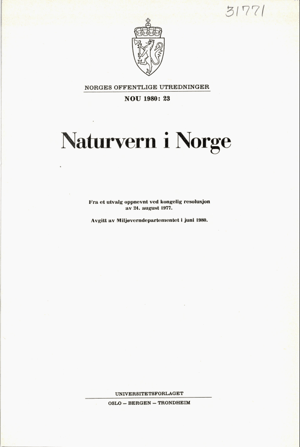 31771
NORGES OFFENTLIGE UTREDNINGER
NOU 1980: 23
Naturvern i Norge
Fra et utvalg oppnevnt ved kongelig resolusjon
av 24. august 1977.
Avgitt av Miljøverndepartementet i juni 1980.
UNIVERSITETSFORLAGET
OSLO – BERGEN – TRONDHEIM